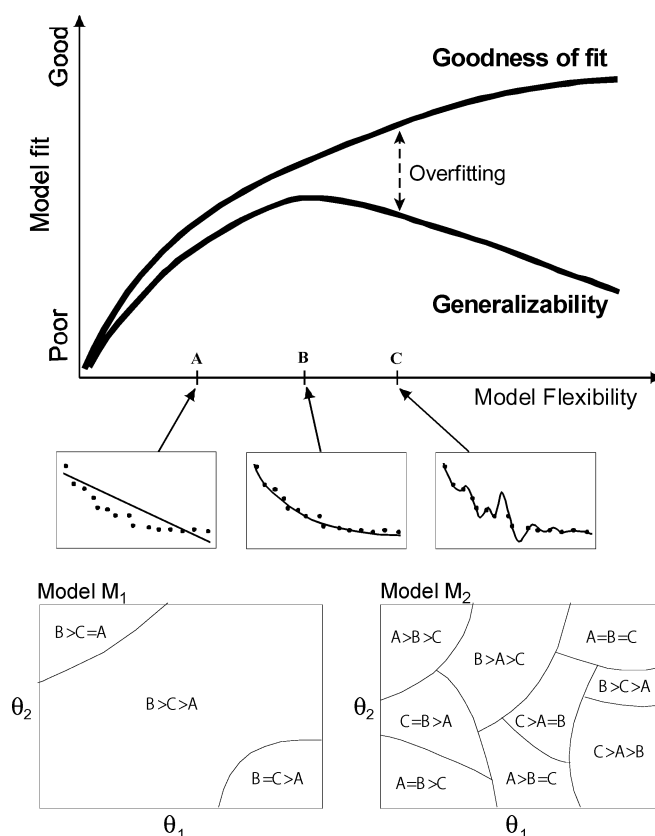 Good
Goodness of fit
Model fit
Overfitting
Generalizability
Poor
A
B
C
Model Flexibility
Model M1
B>C=A
B>C>A
θ2
B=C>A
θ1
Model M2
A>B>C
B>A>C
A=B=C
B>C>A
θ2
C=B>A
C>A=B
C>A>B
A=B>C
A>B=C
θ1